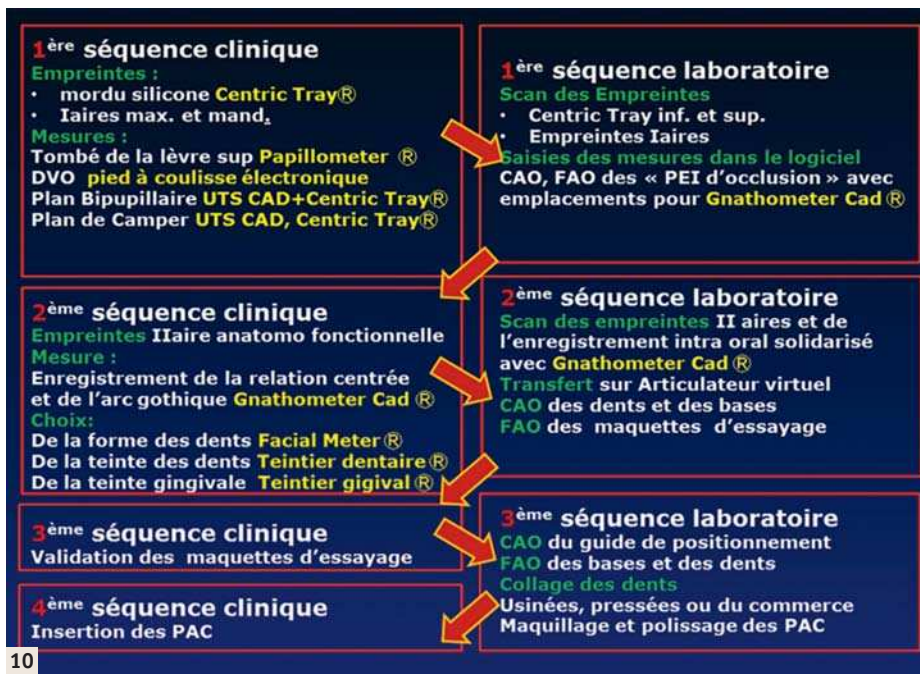 1ère séquence clinique
Empreintes :
• mordu silicone Centric Tray®
• Iaires max. et mand.
Mesures :
Tombé de la lèvre sup Papillometer ®
DVO pied à coulisse électronique
Plan Bipupillaire UTS CAD+Centric Tray®
Plan de Camper UTS CAD, Centric Tray®
1ère séquence laboratoire
Scan des Empreintes
• Centric Tray inf. et sup.
• Empreintes Iaires
Saisies des mesures dans le logiciel
CAO, FAO des « PEI d'occlusion » avec
emplacements pour Gnathometer Cad ®
2ème séquence clinique
Empreintes IIaire anatomo fonctionnelle
Mesure :
Enregistrement de la relation centrée
et de l'arc gothique Gnathometer Cad ®
Choix:
De la forme des dents Facial Meter ®
De la teinte des dents Teintier dentaire ®
De la teinte gingivale Teintier gigival ®
2ème séquence laboratoire
Scan des empreintes II aires et de
l'enregistrement intra oral solidarisé
avec Gnathometer Cad ®
Transfert sur Articulateur virtuel
CAO des dents et des bases
FAO des maquettes d'essayage
3ème séquence clinique
Validation des maquettes d'essayage
3ème séquence laboratoire
CAO du guide de positionnement
FAO des bases et des dents
Collage des dents
Usinées, pressées ou du commerce
Maquillage et polissage des PAC
4ème séquence clinique
Insertion des PAC
10